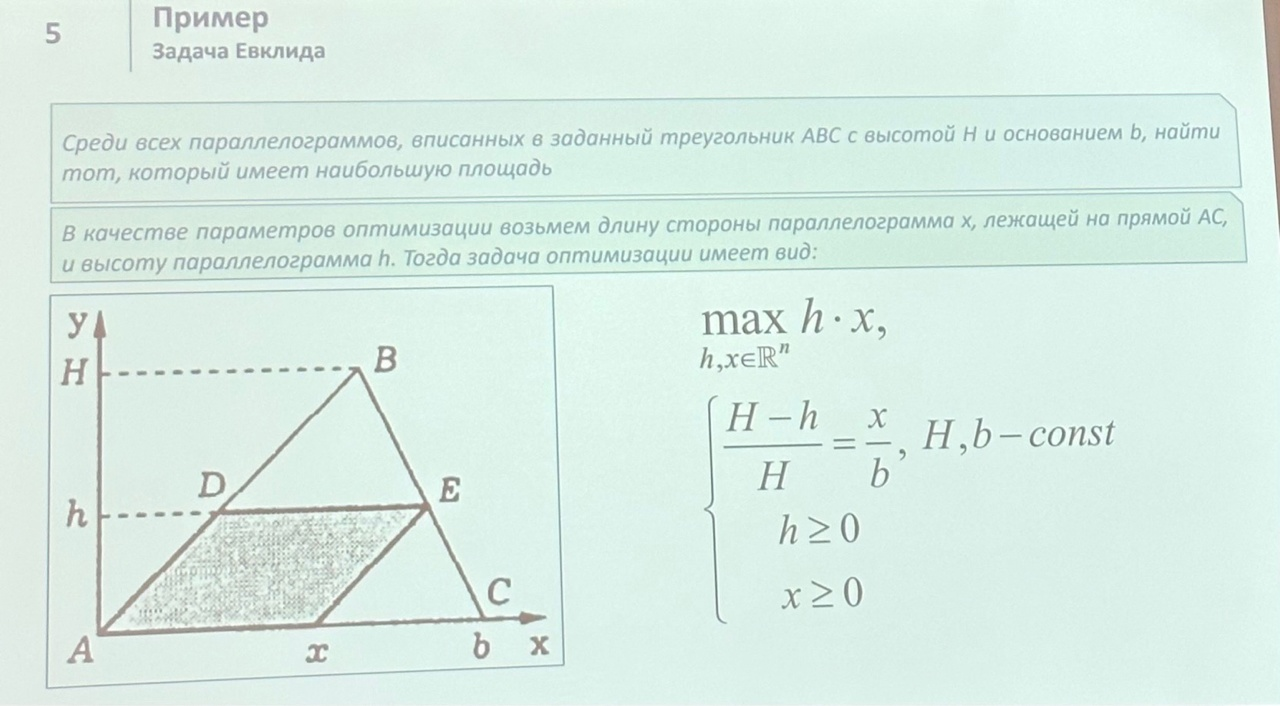 5
Пример
Задача Евклида
Среди всех параллелограммов, вписанных в заданный треугольник ABC с высотой H и основанием b, найти
тот, который имеет наибольшую площадь
В качестве параметров оптимизации возьмем длину стороны параллелограмма x, лежащей на прямой AC,
и высоту параллелограмма h. Тогда задача оптимизации имеет вид:
y
H
B
D
E
h
C
A
x
b
x
max h · x,
h,x∈ℝⁿ
H – h / H = x / b, H,b – const
h ≥ 0
x ≥ 0